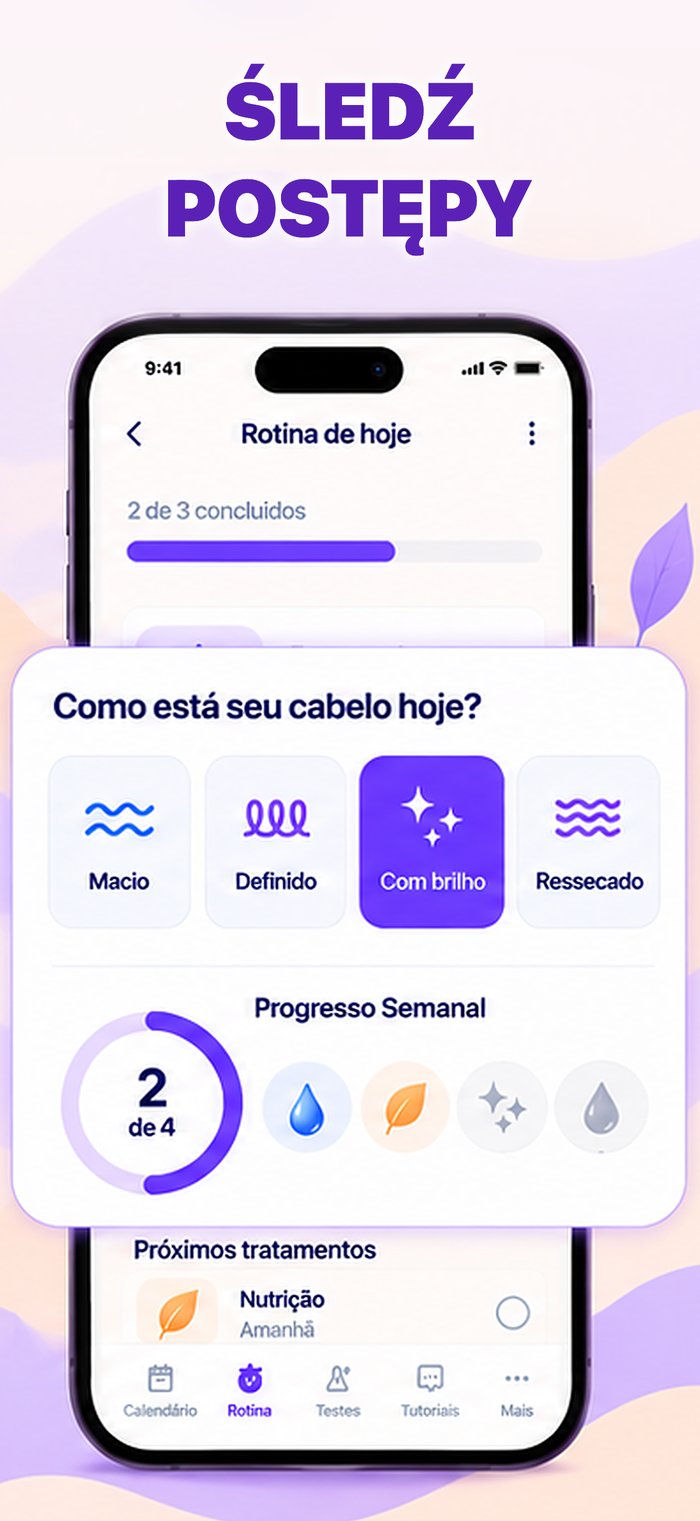 ŚLEDŹ
POSTĘPY
9:41
Rotina de hoje
2 de 3 concluidos
Como está seu cabelo hoje?
Macio
Definido
Com brilho
Ressecado
Progresso Semanal
2
de 4
Próximos tratamentos
Nutrição
Amanhã
Calendário
Rotina
Testes
Tutoriais
Mais